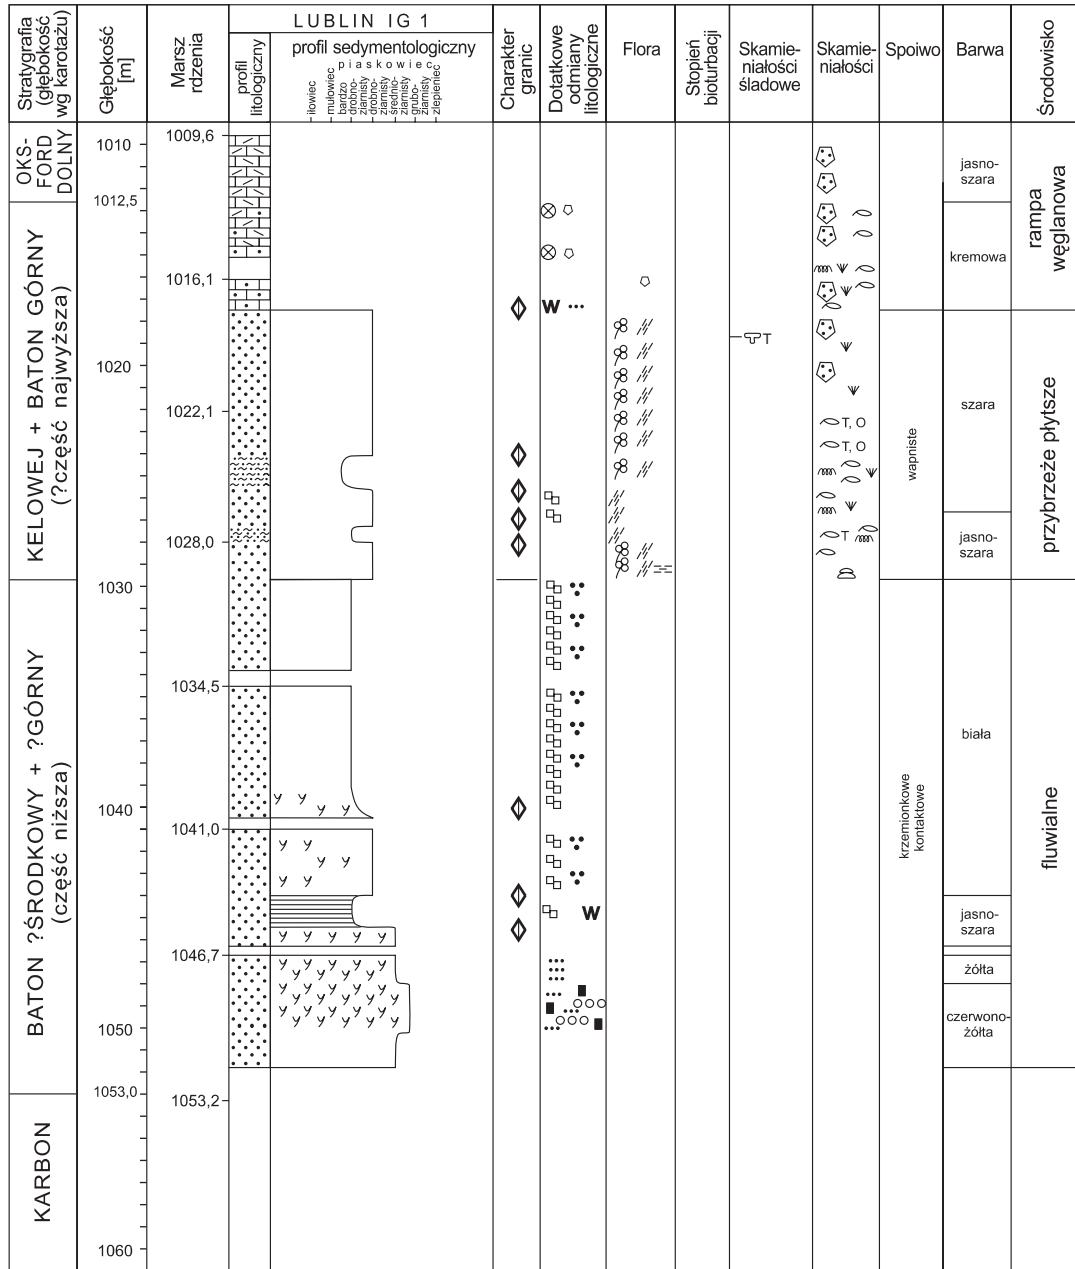 LUBLIN IG 1
Stratygrafia
(głębokość
wg karotażu)
Głębokość
[m]
Marsz
rdzenia
profil
litologiczny
profil sedymentologiczny
piaskowiec
iłowiec
mułowiec
bardzo
drobno-
ziarnisty
drobno-
ziarnisty
średnio-
ziarnisty
grubo-
ziarnisty
zlepieniec
Charakter
granic
Dotatkowe
odmiany
litologiczne
Flora
Stopień
bioturbacji
Skamie-
niałości
śladowe
Skamie-
niałości
Spoiwo
Barwa
Środowisko
OKS-
FORD
DOLNY
KELOWEJ + BATON GÓRNY
(?część najwyższa)
BATON ?ŚRODKOWY + ?GÓRNY
(część niższa)
KARBON
1010
1012,5
1020
1030
1040
1050
1053,0
1060
1009,6
1016,1
1022,1
1028,0
1034,5
1041,0
1046,7
1053,2
W
W
T
T, O
T, O
T
wapniste
krzemionkowe
kontaktowe
jasno-
szara
kremowa
szara
jasno-
szara
biała
jasno-
szara
żółta
czerwono-
żółta
rampa
węglanowa
przybrzeże płytsze
fluwialne